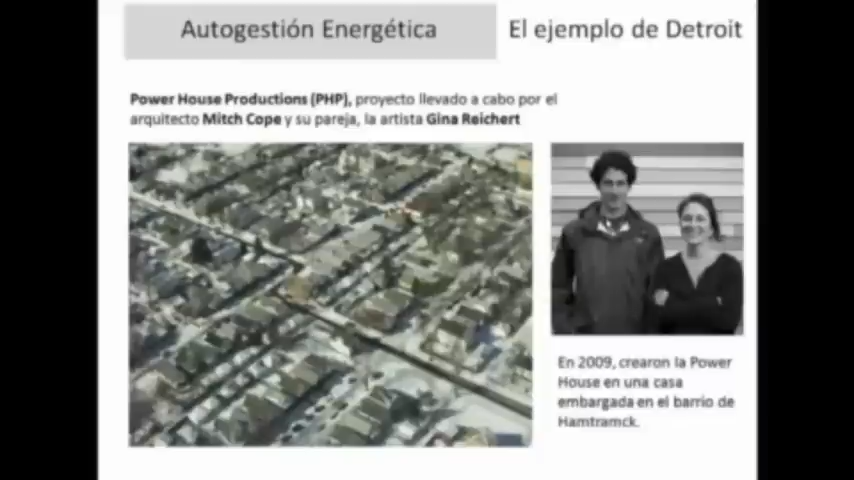 Autogestión Energética
El ejemplo de Detroit
Power House Productions (PHP), proyecto llevado a cabo por el
arquitecto Mitch Cope y su pareja, la artista Gina Reichert
En 2009, crearon la Power
House en una casa
embargada en el barrio de
Hamtramck.